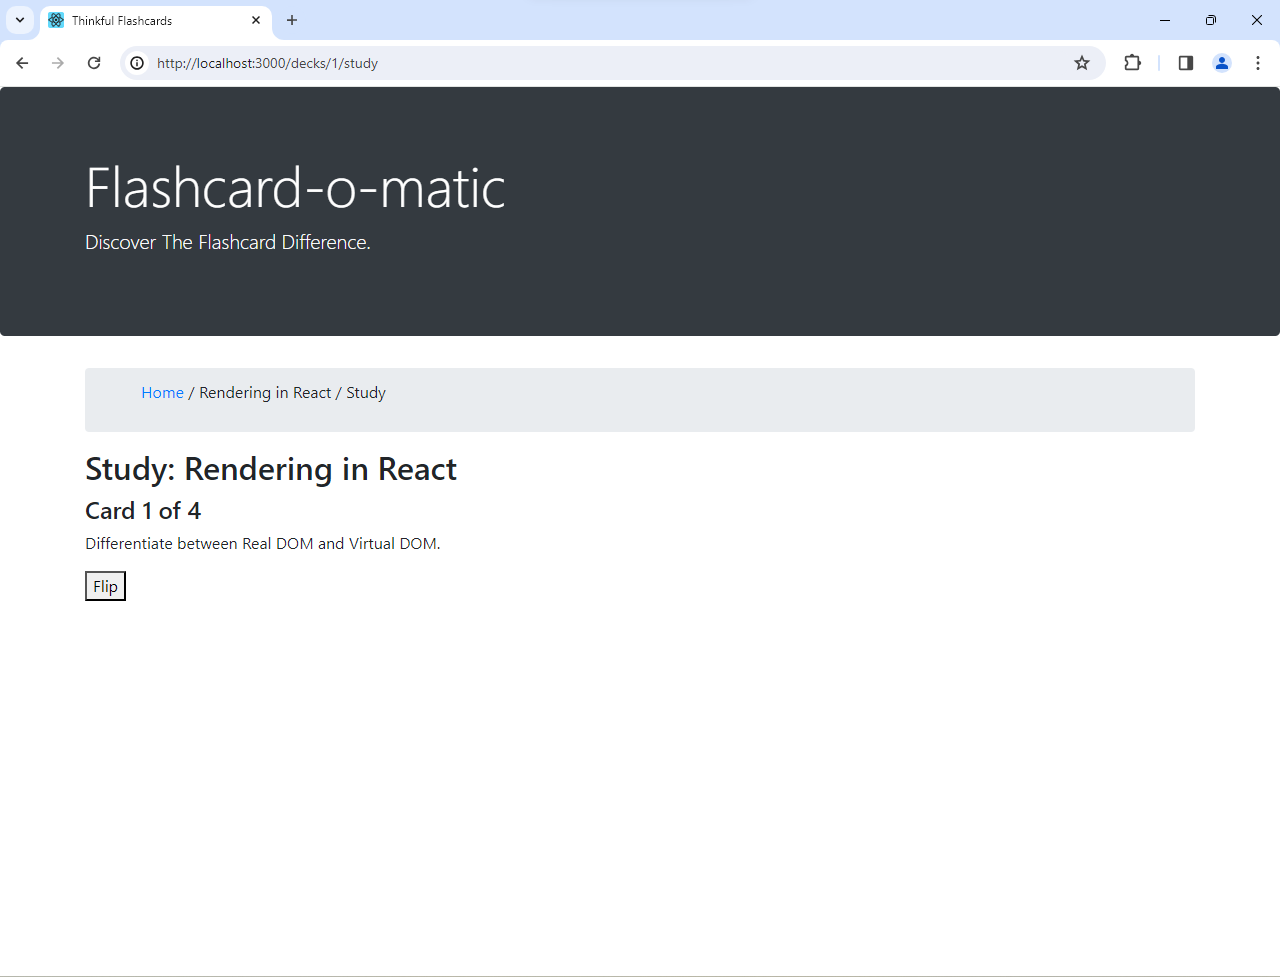 Thinkful Flashcards
http://localhost:3000/decks/1/study
Flashcard-o-matic
Discover The Flashcard Difference.
Home / Rendering in React / Study
Study: Rendering in React
Card 1 of 4
Differentiate between Real DOM and Virtual DOM.
Flip